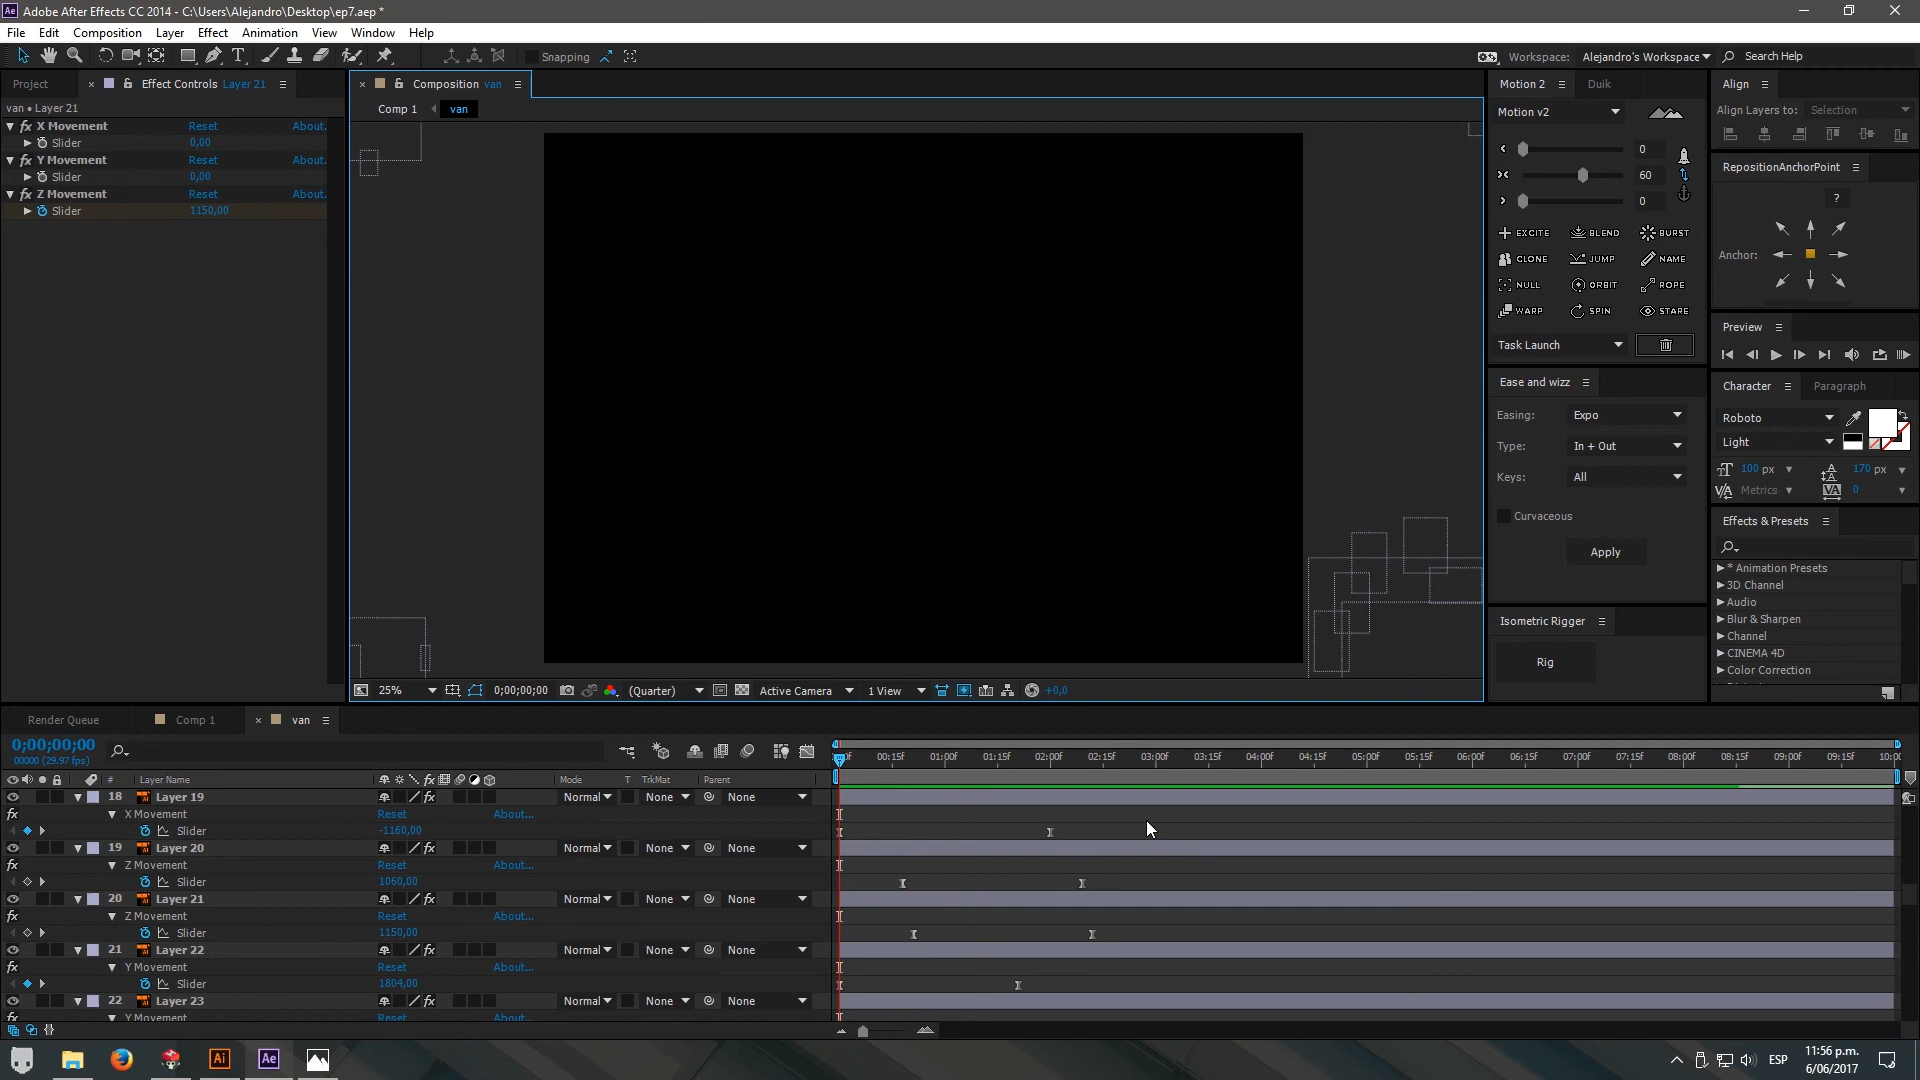 Adobe After Effects CC 2014 - C:\Users\Alejandro\Desktop\ep7.aep *
File Edit Composition Layer Effect Animation View Window Help
Snapping
Workspace: Alejandro's Workspace Search Help
Project Effect Controls Layer 21
van • Layer 21
X Movement Reset About.
Slider 0,00
Y Movement Reset About.
Slider 0,00
Z Movement Reset About.
Slider 1150,00
Composition van
Comp 1 van
25% 0;00;00;00 (Quarter) Active Camera 1 View +0,0
Motion 2 Duik
Motion v2
0
60
0
EXCITE BLEND BURST
CLONE JUMP NAME
NULL ORBIT ROPE
WARP SPIN STARE
Task Launch
Ease and wizz
Easing: Expo
Type: In + Out
Keys: All
Curvaceous
Apply
Isometric Rigger
Rig
Align
Align Layers to: Selection
RepositionAnchorPoint
?
Anchor:
Preview
Character Paragraph
Roboto
Light
100 px 170 px
Metrics 0
Effects & Presets
* Animation Presets
3D Channel
Audio
Blur & Sharpen
Channel
CINEMA 4D
Color Correction
Render Queue Comp 1 van
0;00;00;00
00000 (29.97 fps)
00:15f 01:00f 01:15f 02:00f 02:15f 03:00f 03:15f 04:00f 04:15f 05:00f 05:15f 06:00f 06:15f 07:00f 07:15f 08:00f 08:15f 09:00f 09:15f 10:00
# Layer Name Mode T TrkMat Parent
18 Layer 19 Normal None None
X Movement Reset About...
Slider -1160,00
19 Layer 20 Normal None None
Z Movement Reset About...
Slider 1060,00
20 Layer 21 Normal None None
Z Movement Reset About...
Slider 1150,00
21 Layer 22 Normal None None
Y Movement Reset About...
Slider 1804,00
22 Layer 23 Normal None None
Y Movement Reset About...
ESP 11:56 p.m.
6/06/2017